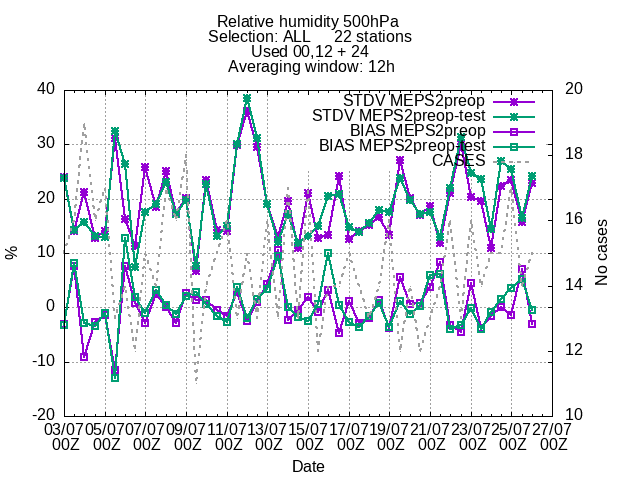 Relative humidity 500hPa
Selection: ALL     22 stations
Used 00,12 + 24
Averaging window: 12h
40 20
STDV MEPS2preop
STDV MEPS2preop-test
BIAS MEPS2preop
BIAS MEPS2preop-test
CASES
30 18
20 16
10 14
0
-10 12
-20 10
% No cases
03/07 05/07 07/07 09/07 11/07 13/07 15/07 17/07 19/07 21/07 23/07 25/07 27/07
00Z 00Z 00Z 00Z 00Z 00Z 00Z 00Z 00Z 00Z 00Z 00Z 00Z
Date